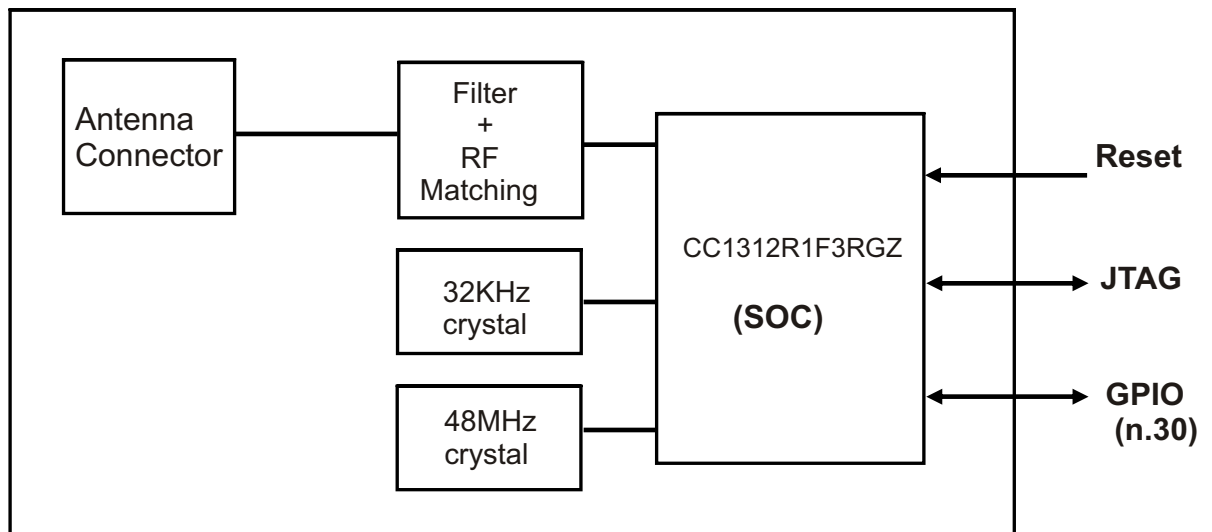 Antenna
Connector
Filter
+
RF
Matching
32KHz
crystal
48MHz
crystal
CC1312R1F3RGZ
(SOC)
Reset
JTAG
GPIO
(n.30)